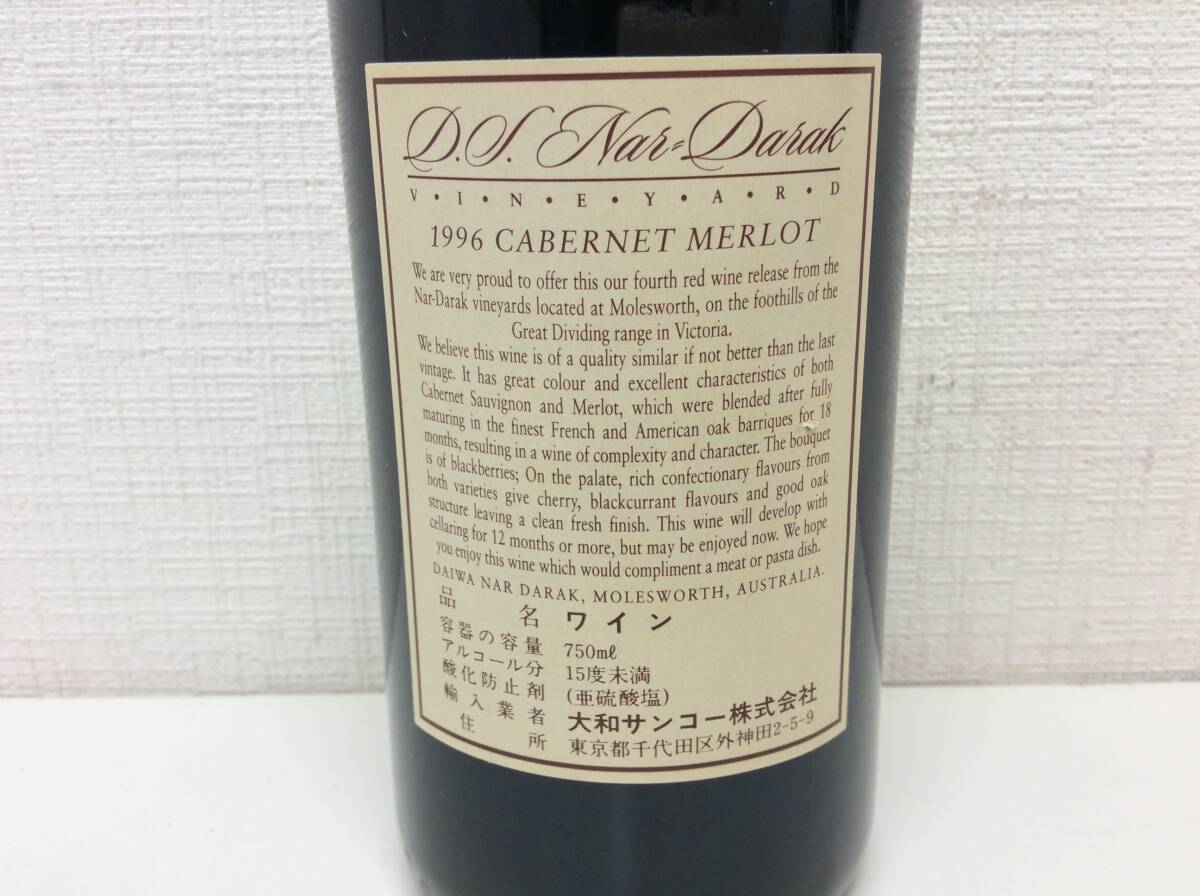 D.S. Nar-Darak
V•I•N•E•Y•A•R•D
1996 CABERNET MERLOT
We are very proud to offer this our fourth red wine release from the
Nar-Darak vineyards located at Molesworth, on the foothills of the
Great Dividing range in Victoria.
We believe this wine is of a quality similar if not better than the last
vintage. It has great colour and excellent characteristics of both
Cabernet Sauvignon and Merlot, which were blended after fully
maturing in the finest French and American oak barriques for 18
months, resulting in a wine of complexity and character. The bouquet
is of blackberries; On the palate, rich confectionary flavours from
both varieties give cherry, blackcurrant flavours and good oak
structure leaving a clean fresh finish. This wine will develop with
cellaring for 12 months or more, but may be enjoyed now. We hope
you enjoy this wine which would compliment a meat or pasta dish.
DAIWA NAR DARAK, MOLESWORTH, AUSTRALIA.
品名 ワイン
容器の容量 750㎖
アルコール分 15度未満
酸化防止剤 (亜硫酸塩)
輸入業者 大和サンコー株式会社
住所 東京都千代田区外神田2-5-9